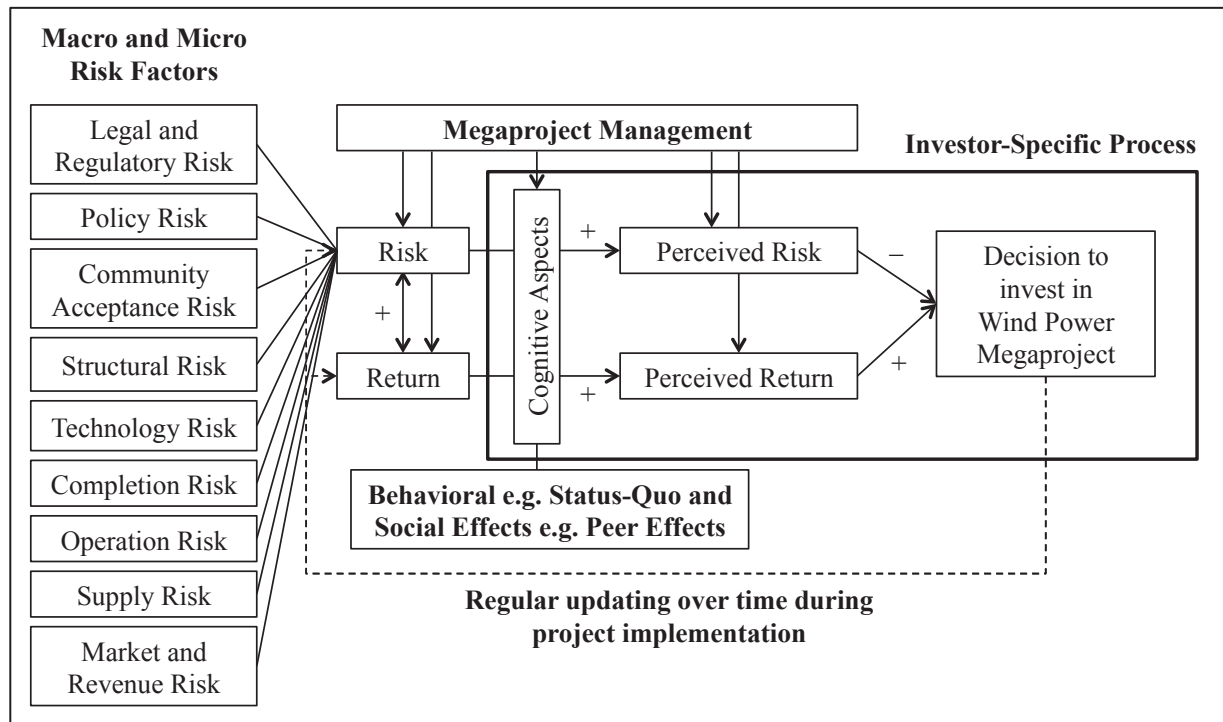 Macro and Micro
Risk Factors
Legal and
Regulatory Risk
Policy Risk
Community
Acceptance Risk
Structural Risk
Technology Risk
Completion Risk
Operation Risk
Supply Risk
Market and
Revenue Risk
Megaproject Management
Investor-Specific Process
Risk
+
Return
Cognitive Aspects
+
+
Perceived Risk
Perceived Return
−
+
Decision to
invest in
Wind Power
Megaproject
Behavioral e.g. Status-Quo and
Social Effects e.g. Peer Effects
Regular updating over time during
project implementation